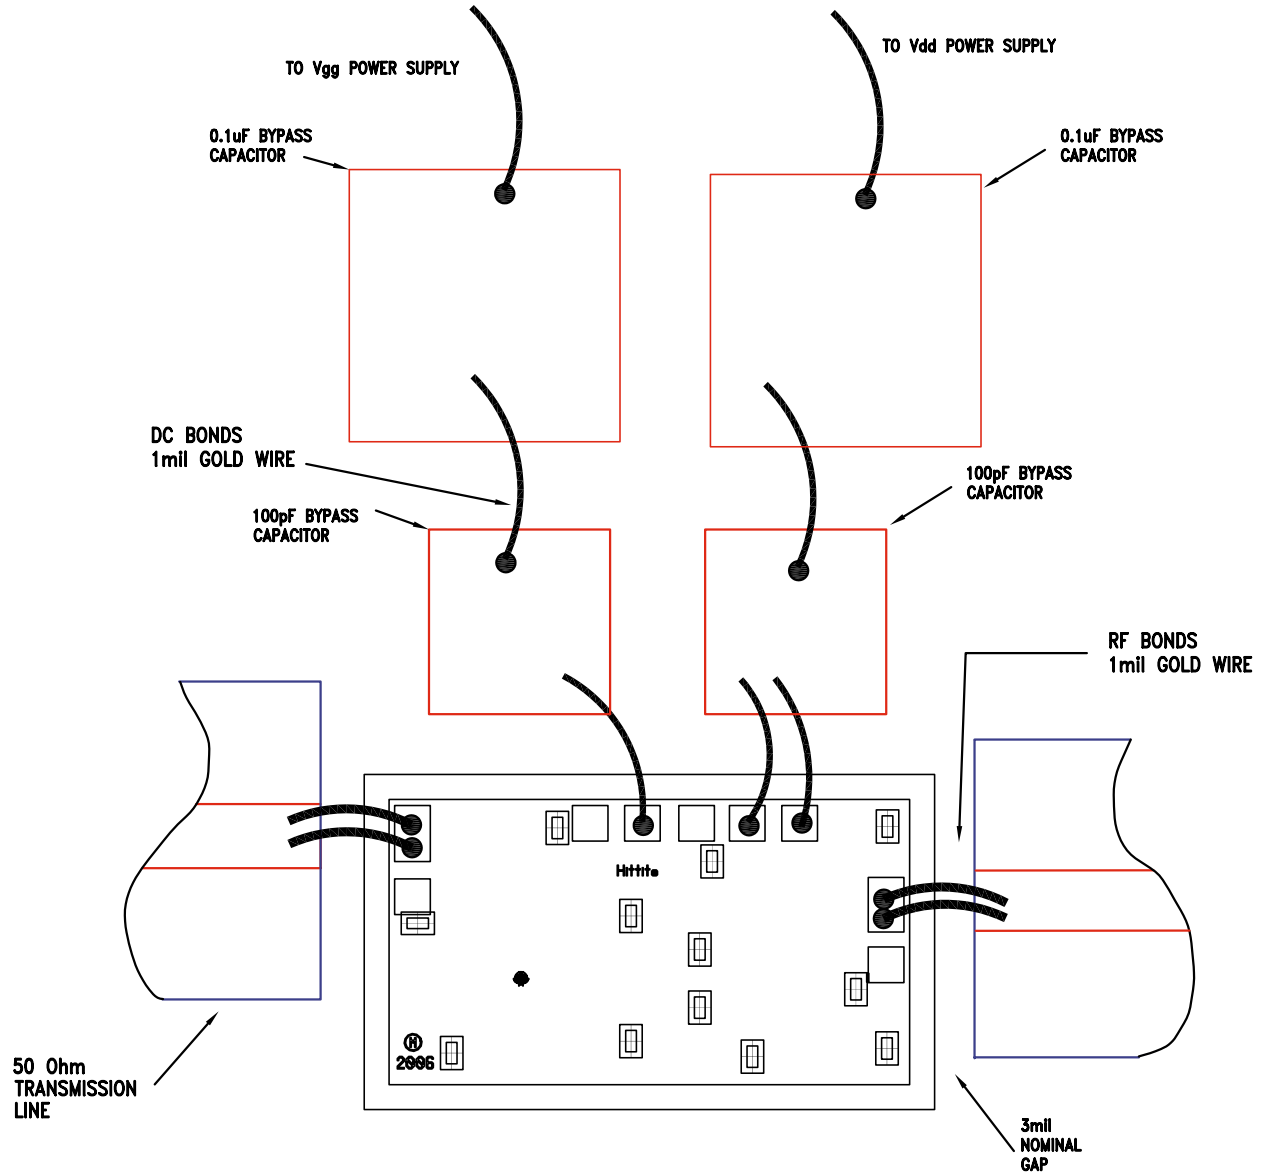 TO Vgg POWER SUPPLY
TO Vdd POWER SUPPLY
0.1uF BYPASS
CAPACITOR
0.1uF BYPASS
CAPACITOR
DC BONDS
1mil GOLD WIRE
100pF BYPASS
CAPACITOR
100pF BYPASS
CAPACITOR
RF BONDS
1mil GOLD WIRE
Hittite
H
2006
50 Ohm
TRANSMISSION
LINE
3mil
NOMINAL
GAP